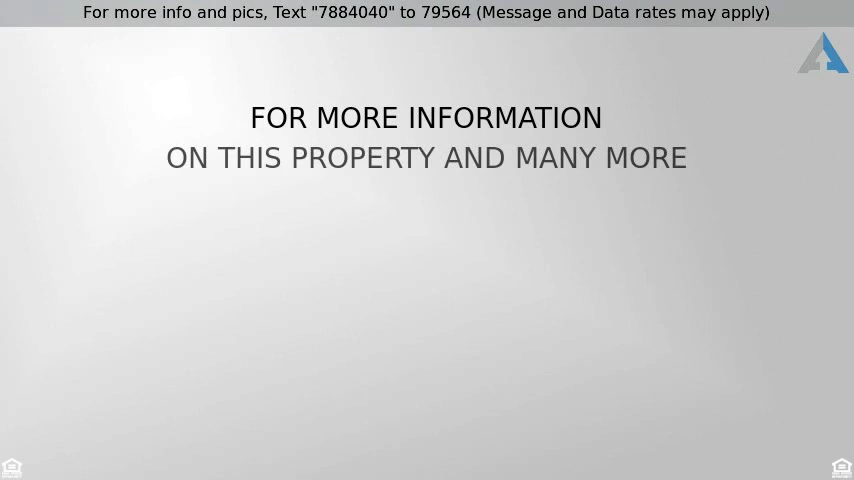 For more info and pics, Text "7884040" to 79564 (Message and Data rates may apply)
FOR MORE INFORMATION
ON THIS PROPERTY AND MANY MORE